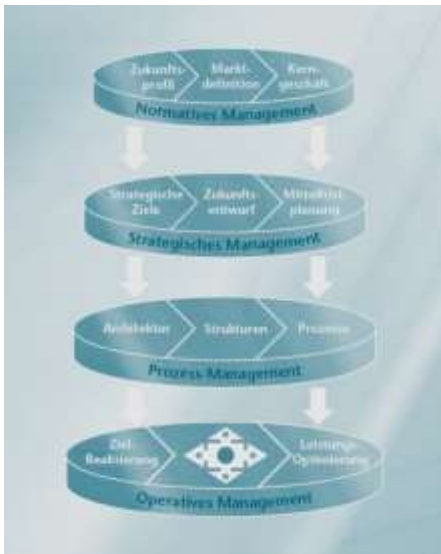 Zukunfts-
profil
Markt-
definition
Kern-
geschäft
Normatives Management
Strategische
Ziele
Zukunfts-
entwurf
Mittelfrist-
planung
Strategisches Management
Architektur
Strukturen
Prozesse
Prozess Management
Ziel-
Realisierung
Leistungs-
Optimierung
Operatives Management